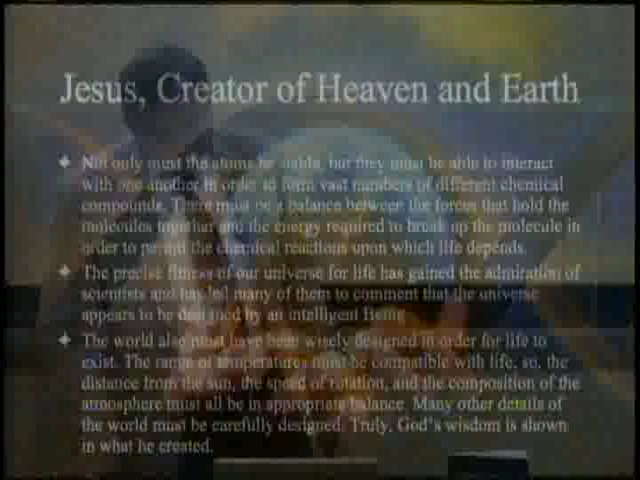 Jesus, Creator of Heaven and Earth
Not only must the atoms be stable, but they must be able to interact
with one another in order to form vast numbers of different chemical
compounds. There must be a balance between the forces that hold the
molecules together and the energy required to break up the molecule in
order to permit the chemical reactions upon which life depends.
The precise fitness of our universe for life has gained the admiration of
scientists and has led many of them to comment that the universe
appears to be designed by an intelligent Being
The world also must have been wisely designed in order for life to
exist. The range of temperatures must be compatible with life, so, the
distance from the sun, the speed of rotation, and the composition of the
atmosphere must all be in appropriate balance. Many other details of
the world must be carefully designed. Truly, God's wisdom is shown
in what he created.